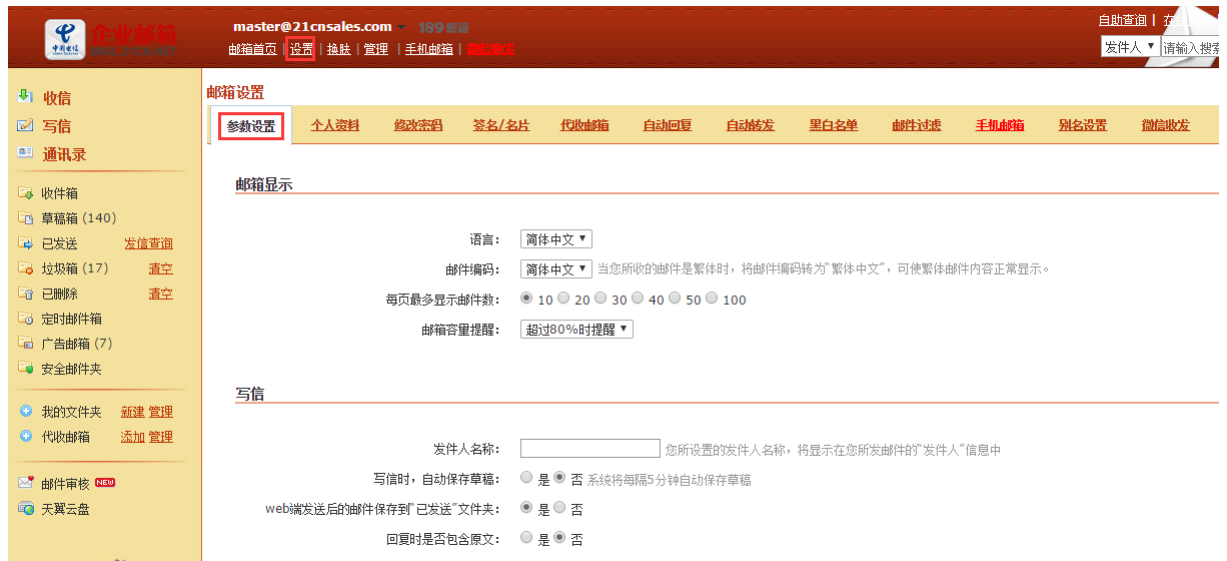 中国电信 企业邮箱 master@21cnsales.com 189邮箱 自助查询 |
邮箱首页 | 设置 | 换肤 | 管理 | 手机邮箱 | 微信收发 发件人 请输入搜索
收信
写信
通讯录
收件箱
草稿箱 (140)
已发送 发信查询
垃圾箱 (17) 清空
已删除 清空
定时邮件箱
广告邮箱 (7)
安全邮件夹
我的文件夹 新建 管理
代收邮箱 添加 管理
邮件审核 NEW
天翼云盘
邮箱设置
参数设置 个人资料 修改密码 签名/名片 代收邮箱 自动回复 自动转发 黑白名单 邮件过滤 手机邮箱 别名设置 微信收发
邮箱显示
语言: 简体中文
邮件编码: 简体中文 当您所收的邮件是繁体时，将邮件编码转为"繁体中文"，可使繁体邮件内容正常显示。
每页最多显示邮件数: 10 20 30 40 50 100
邮箱容量提醒: 超过80%时提醒
写信
发件人名称: 您所设置的发件人名称，将显示在您所发邮件的"发件人"信息中
写信时，自动保存草稿: 是 否 系统将每隔5分钟自动保存草稿
web端发送后的邮件保存到"已发送"文件夹: 是 否
回复时是否包含原文: 是 否